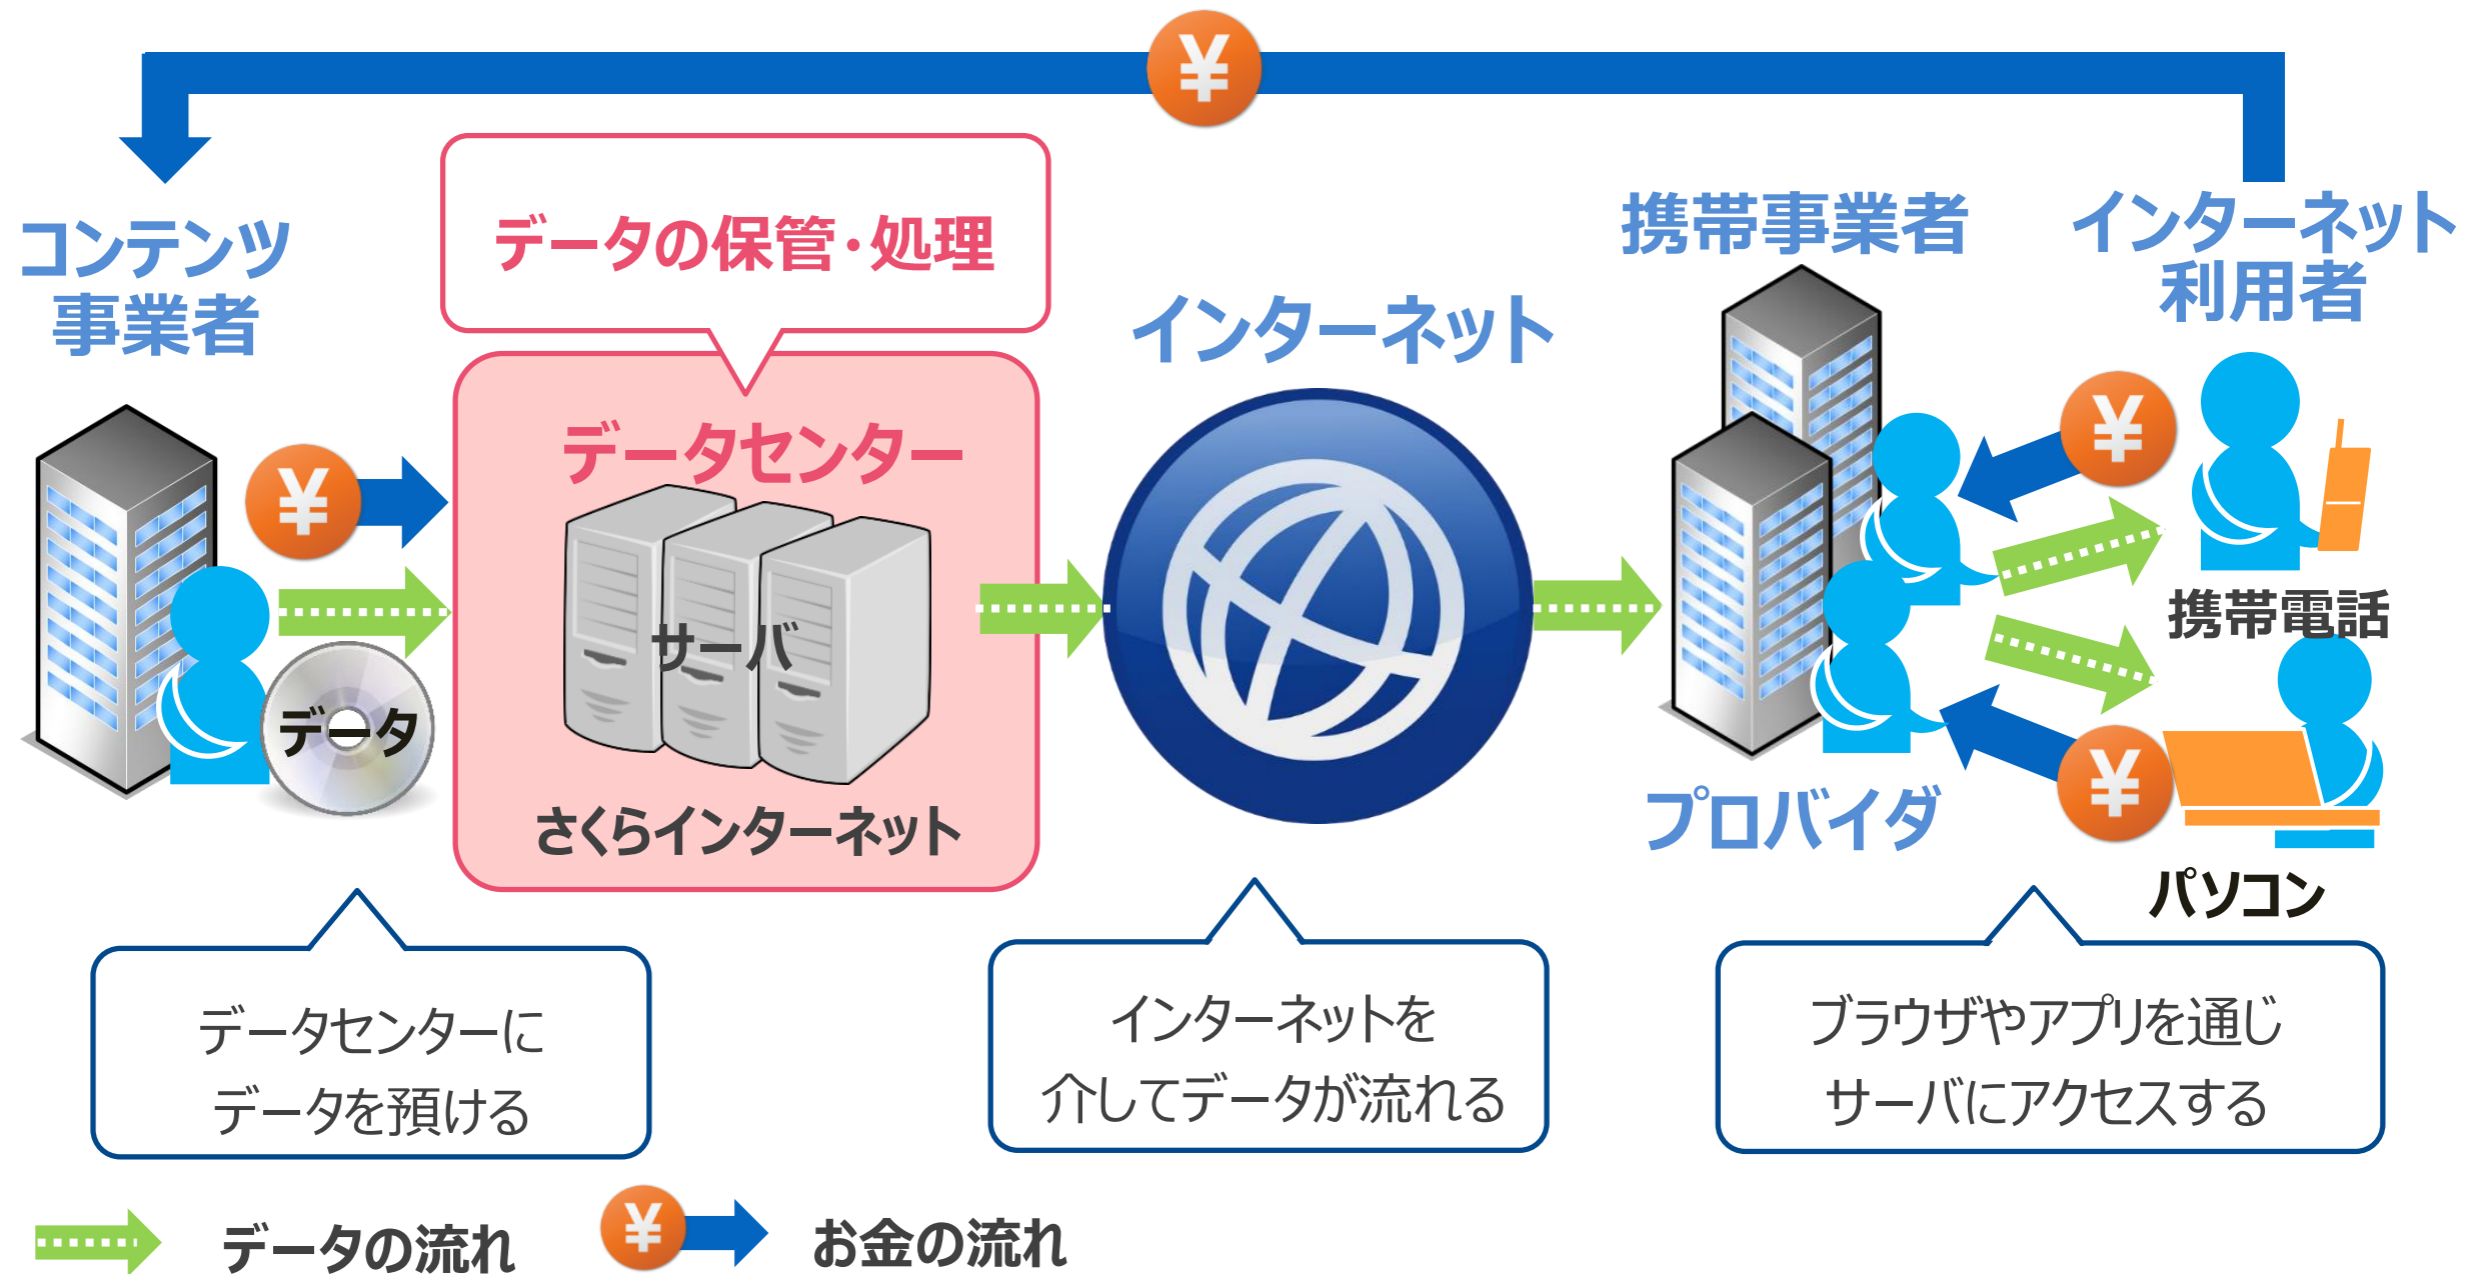 ¥
コンテンツ
事業者
データの保管・処理
データセンター
サーバ
さくらインターネット
¥
データ
インターネット
携帯事業者
インターネット
利用者
¥
携帯電話
プロバイダ
¥
パソコン
データセンターに
データを預ける
インターネットを
介してデータが流れる
ブラウザやアプリを通じ
サーバにアクセスする
データの流れ
¥
お金の流れ